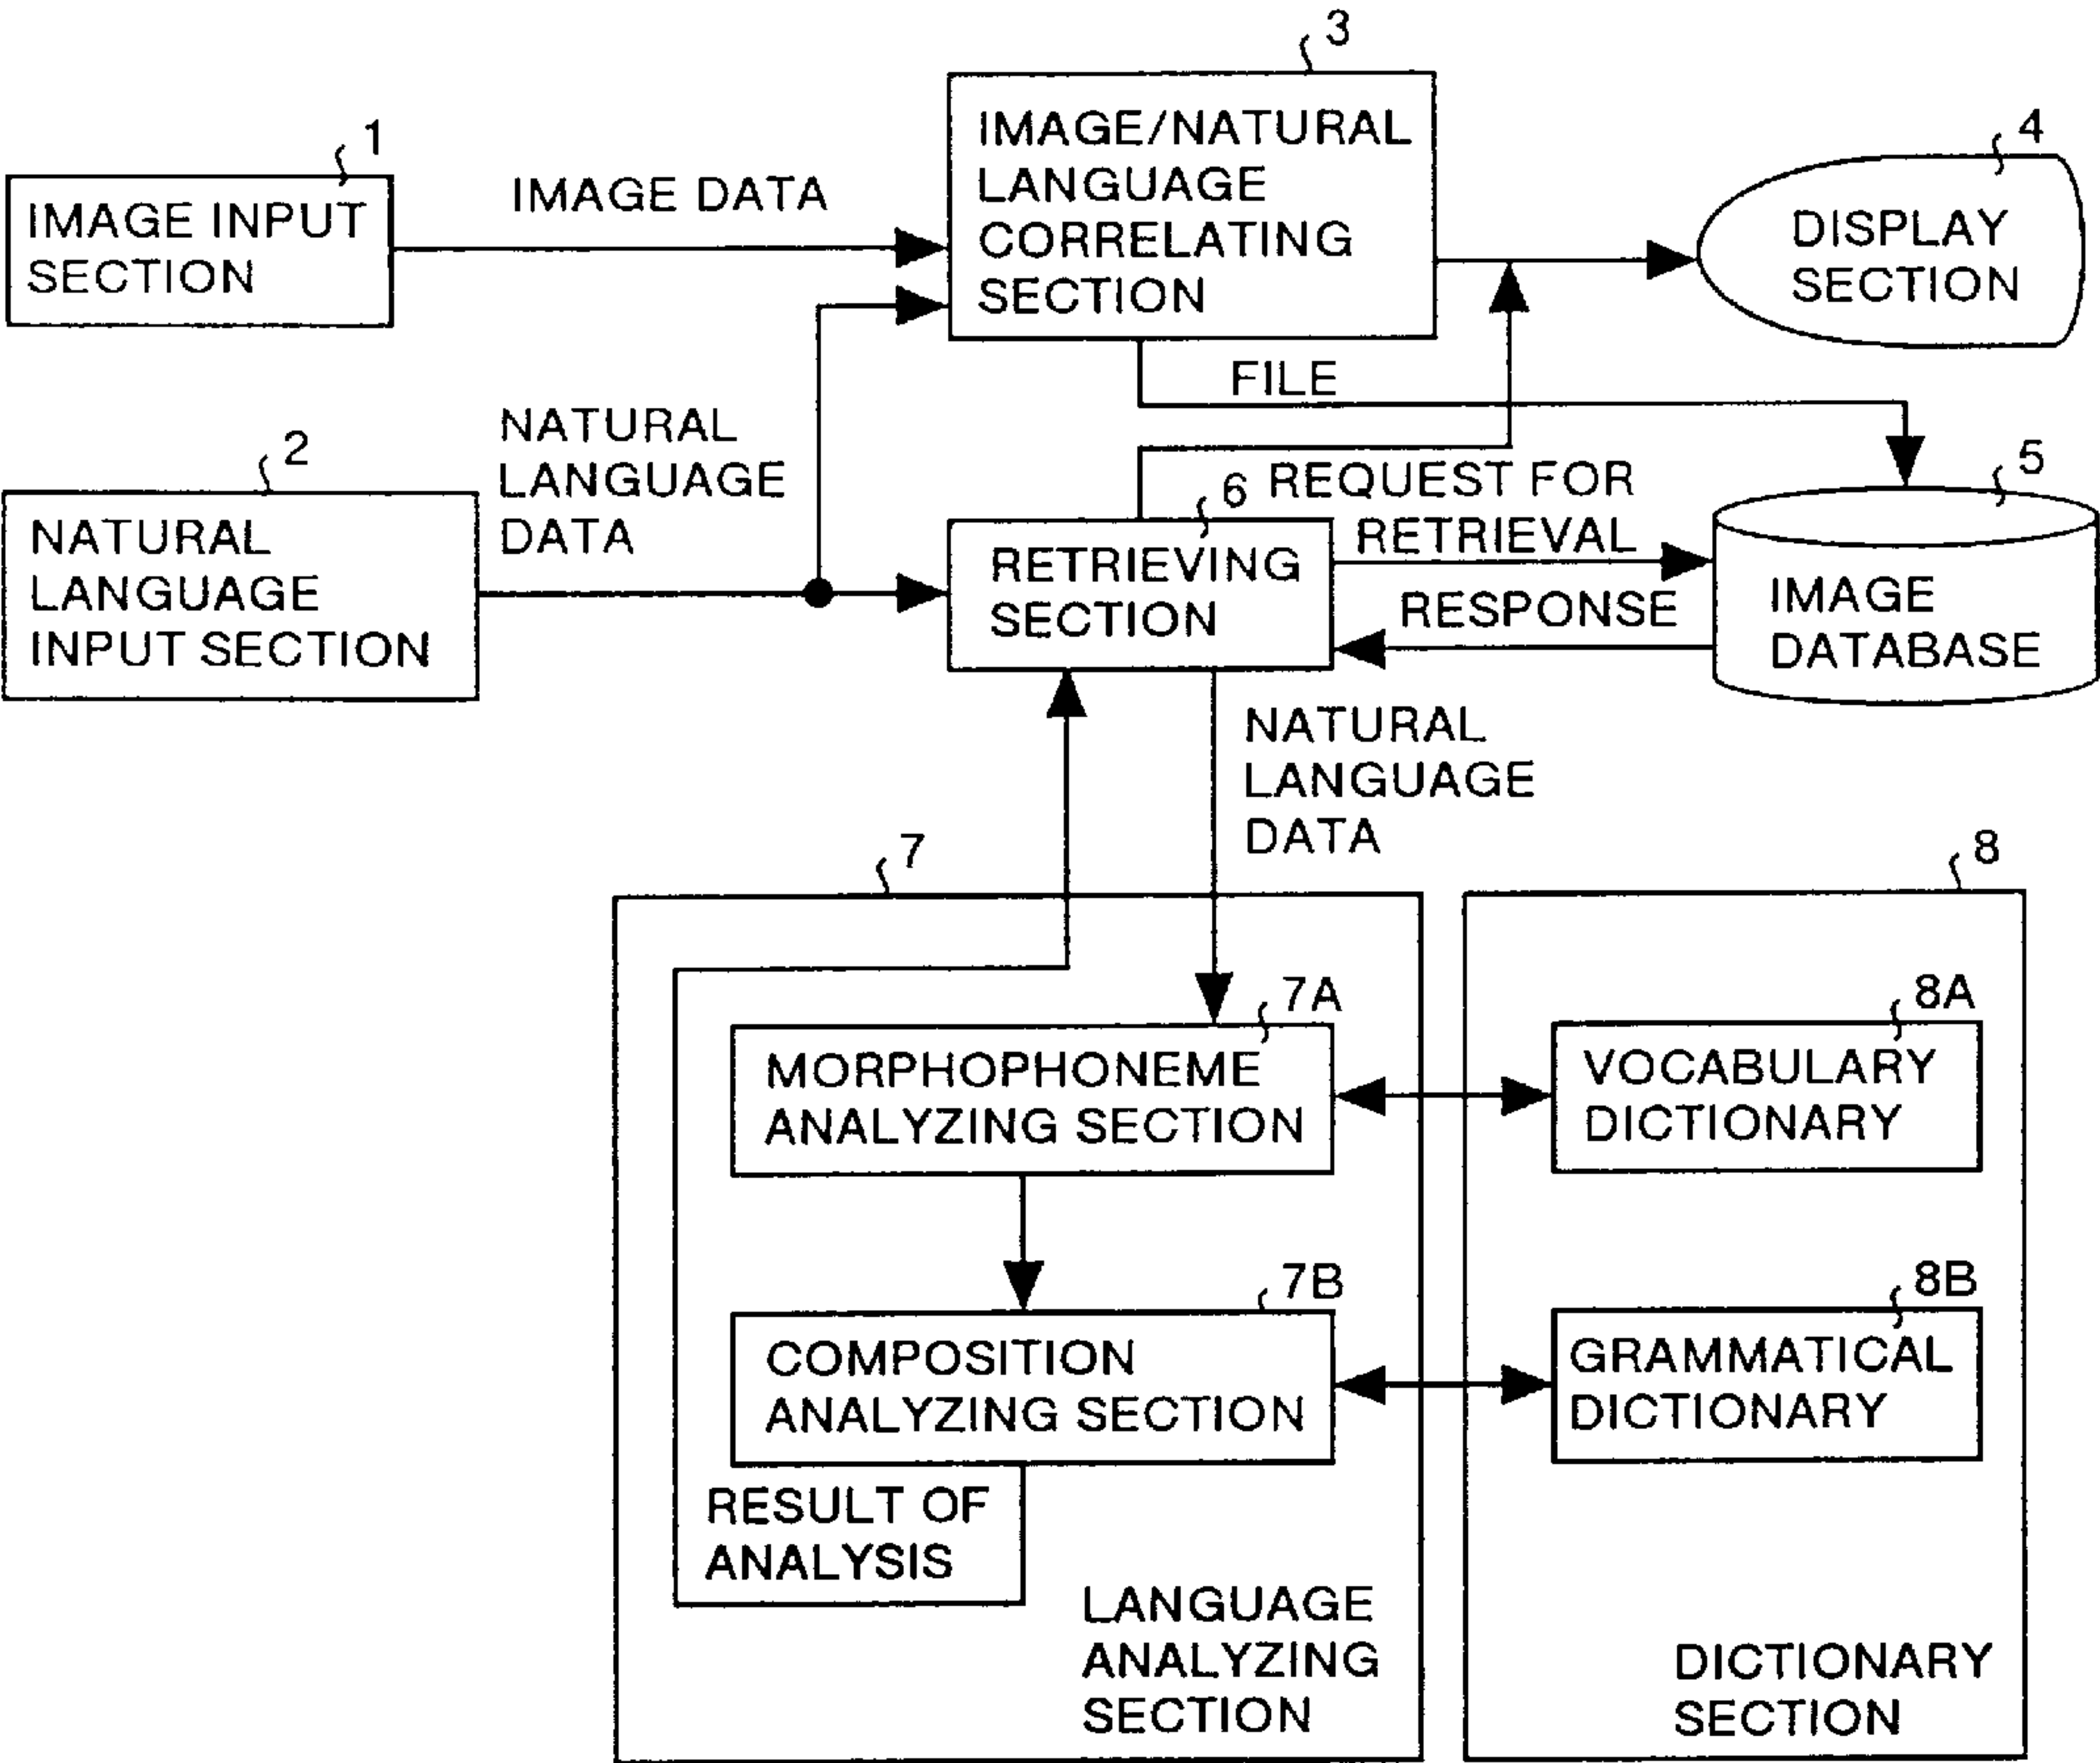 3
IMAGE/NATURAL
LANGUAGE
CORRELATING
SECTION
1
IMAGE INPUT
SECTION
IMAGE DATA
4
DISPLAY
SECTION
FILE
2
NATURAL
LANGUAGE
INPUT SECTION
NATURAL
LANGUAGE
DATA
6
RETRIEVING
SECTION
REQUEST FOR
RETRIEVAL
RESPONSE
5
IMAGE
DATABASE
NATURAL
LANGUAGE
DATA
7
7A
MORPHOPHONEME
ANALYZING SECTION
7B
COMPOSITION
ANALYZING SECTION
RESULT OF
ANALYSIS
LANGUAGE
ANALYZING
SECTION
8
8A
VOCABULARY
DICTIONARY
8B
GRAMMATICAL
DICTIONARY
DICTIONARY
SECTION